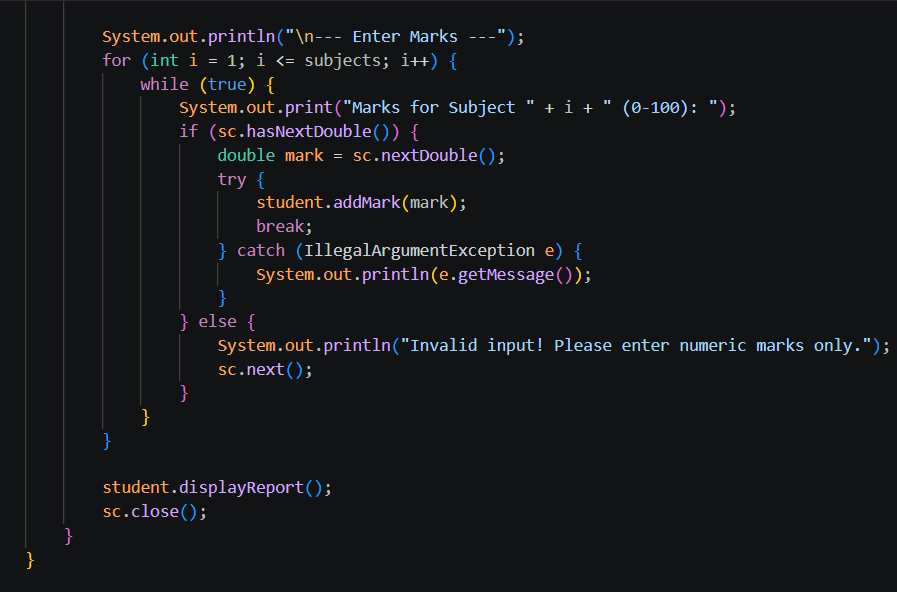 System.out.println("\n--- Enter Marks ---");
for (int i = 1; i <= subjects; i++) {
while (true) {
System.out.print("Marks for Subject " + i + " (0-100): ");
if (sc.hasNextDouble()) {
double mark = sc.nextDouble();
try {
student.addMark(mark);
break;
} catch (IllegalArgumentException e) {
System.out.println(e.getMessage());
}
} else {
System.out.println("Invalid input! Please enter numeric marks only.");
sc.next();
}
}
}
student.displayReport();
sc.close();
}
}